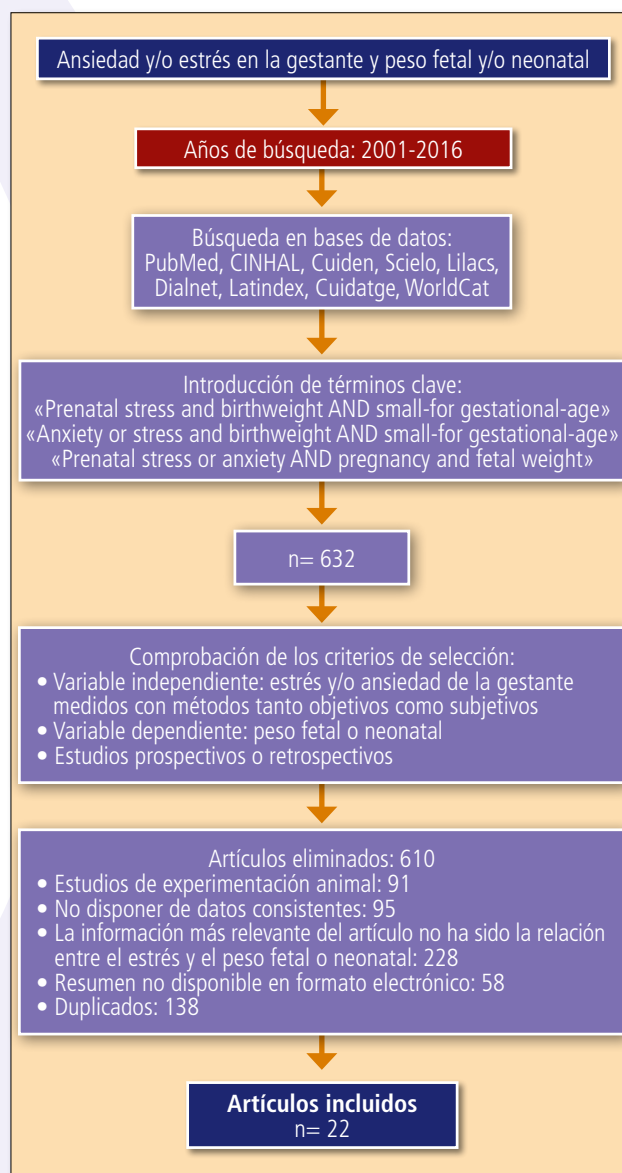 Ansiedad y/o estrés en la gestante y peso fetal y/o neonatal
Años de búsqueda: 2001-2016
Búsqueda en bases de datos:
PubMed, CINHAL, Cuiden, Scielo, Lilacs,
Dialnet, Latindex, Cuidatge, WorldCat
Introducción de términos clave:
«Prenatal stress and birthweight AND small-for gestational-age»
«Anxiety or stress and birthweight AND small-for gestational-age»
«Prenatal stress or anxiety AND pregnancy and fetal weight»
n= 632
Comprobación de los criterios de selección:
• Variable independiente: estrés y/o ansiedad de la gestante
medidos con métodos tanto objetivos como subjetivos
• Variable dependiente: peso fetal o neonatal
• Estudios prospectivos o retrospectivos
Artículos eliminados: 610
• Estudios de experimentación animal: 91
• No disponer de datos consistentes: 95
• La información más relevante del artículo no ha sido la relación
entre el estrés y el peso fetal o neonatal: 228
• Resumen no disponible en formato electrónico: 58
• Duplicados: 138
Artículos incluidos
n= 22